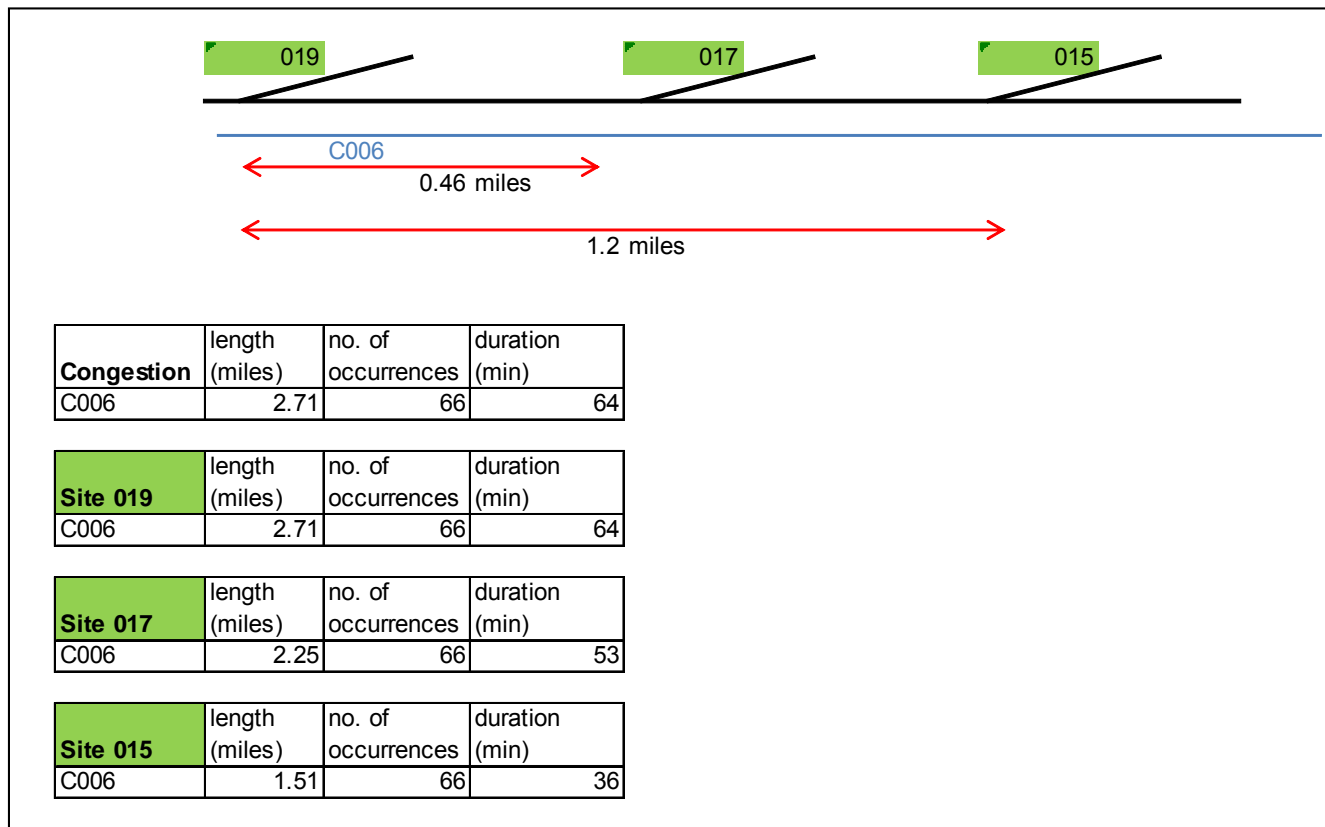 019 017 015
C006
0.46 miles
1.2 miles
Congestion length (miles) no. of occurrences duration (min)
C006 2.71 66 64
Site 019 length (miles) no. of occurrences duration (min)
C006 2.71 66 64
Site 017 length (miles) no. of occurrences duration (min)
C006 2.25 66 53
Site 015 length (miles) no. of occurrences duration (min)
C006 1.51 66 36